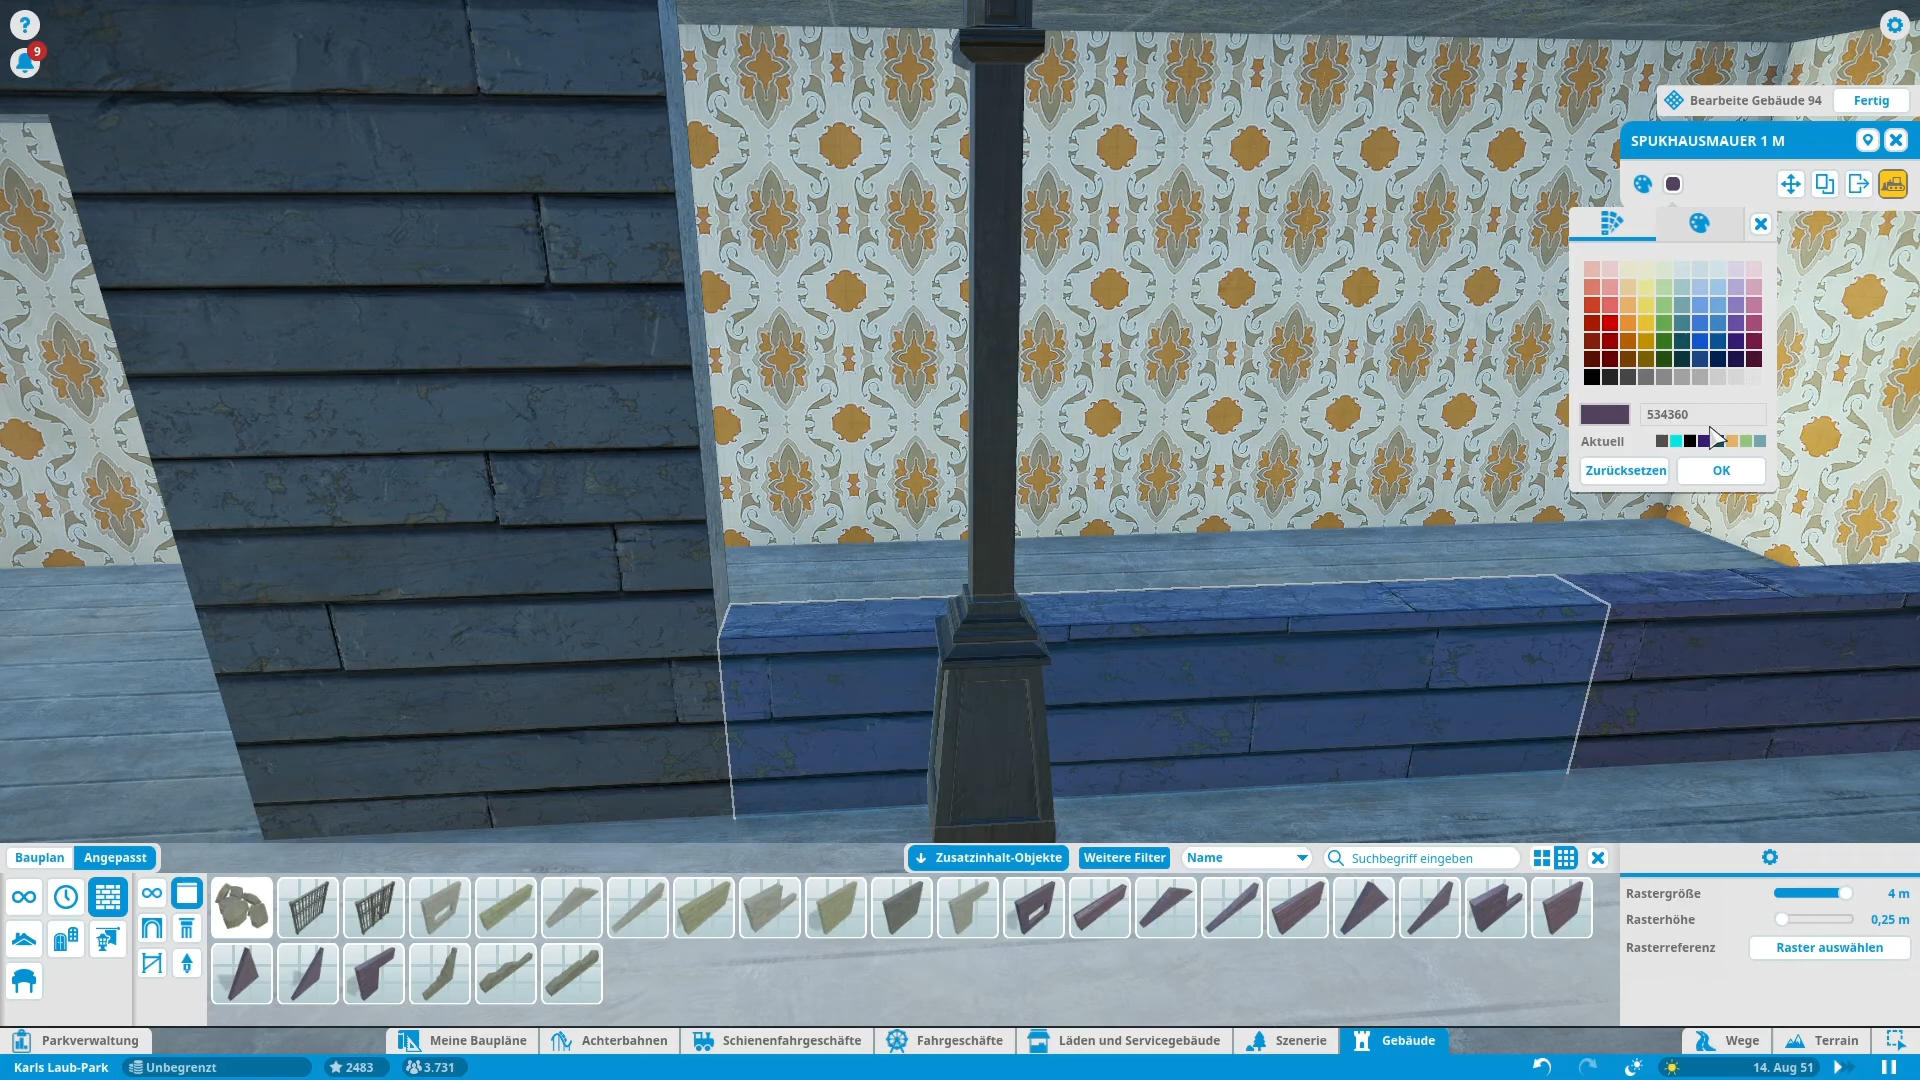 ?
9
Bearbeite Gebäude 94
Fertig
SPUKHAUSMAUER 1 M
534360
Aktuell
Zurücksetzen
OK
Bauplan
Angepasst
Zusatzinhalt-Objekte
Weitere Filter
Name
Suchbegriff eingeben
Rastergröße
4 m
Rasterhöhe
0,25 m
Rasterreferenz
Raster auswählen
Parkverwaltung
Meine Baupläne
Achterbahnen
Schienenfahrgeschäfte
Fahrgeschäfte
Läden und Servicegebäude
Szenerie
Gebäude
Wege
Terrain
Karls Laub-Park
Unbegrenzt
2483
3.731
14. Aug 51